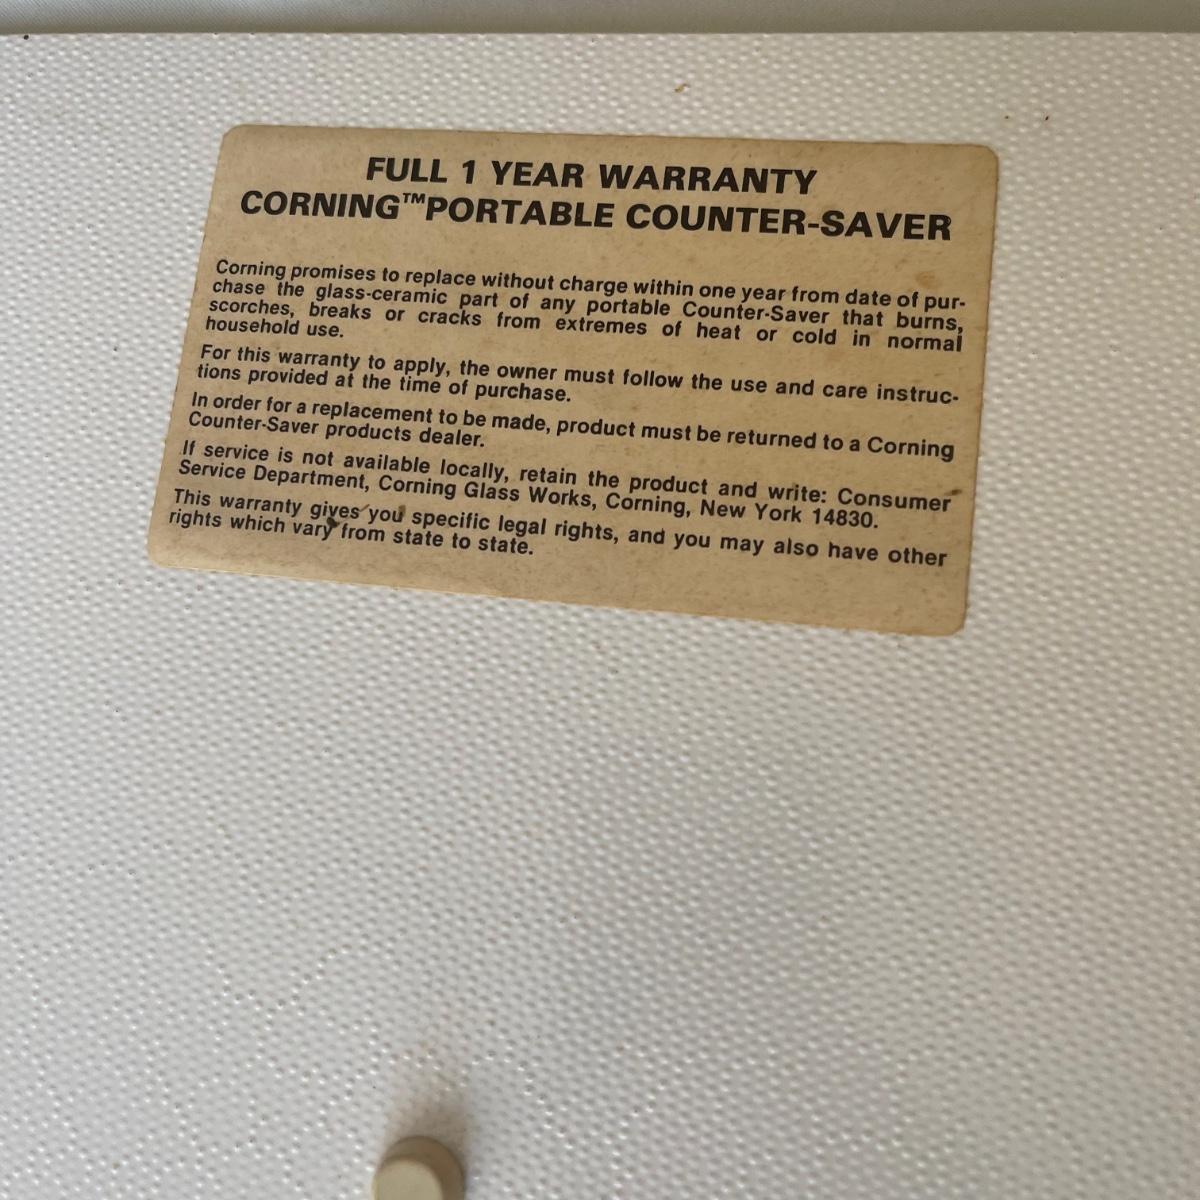 FULL 1 YEAR WARRANTY
CORNING™PORTABLE COUNTER-SAVER
Corning promises to replace without charge within one year from date of pur-
chase the glass-ceramic part of any portable Counter-Saver that burns,
scorches, breaks or cracks from extremes of heat or cold in normal
household use.
For this warranty to apply, the owner must follow the use and care instruc-
tions provided at the time of purchase.
In order for a replacement to be made, product must be returned to a Corning
Counter-Saver products dealer.
If service is not available locally, retain the product and write: Consumer
Service Department, Corning Glass Works, Corning, New York 14830.
This warranty gives you specific legal rights, and you may also have other
rights which vary from state to state.